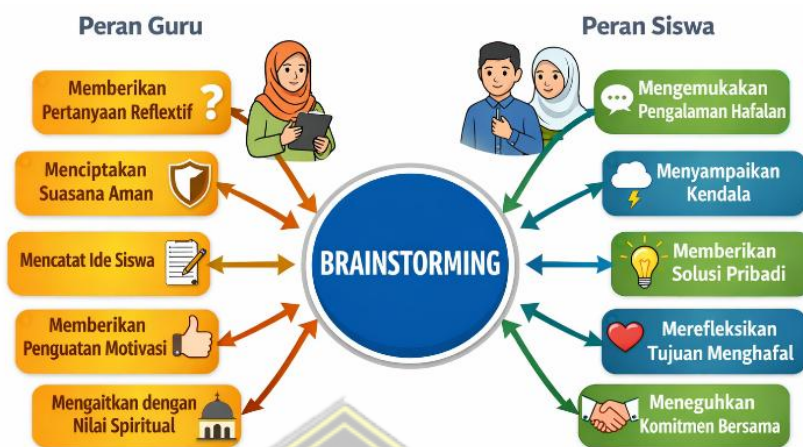 Peran Guru
Memberikan
Pertanyaan Reflextif
Menciptakan
Suasana Aman
Mencatat Ide Siswa
Memberikan
Penguatan Motivasi
Mengaitkan dengan
Nilai Spiritual
BRAINSTORMING
Peran Siswa
Mengemukakan
Pengalaman Hafalan
Menyampaikan
Kendala
Memberikan
Solusi Pribadi
Merefleksikan
Tujuan Menghafal
Meneguhkan
Komitmen Bersama